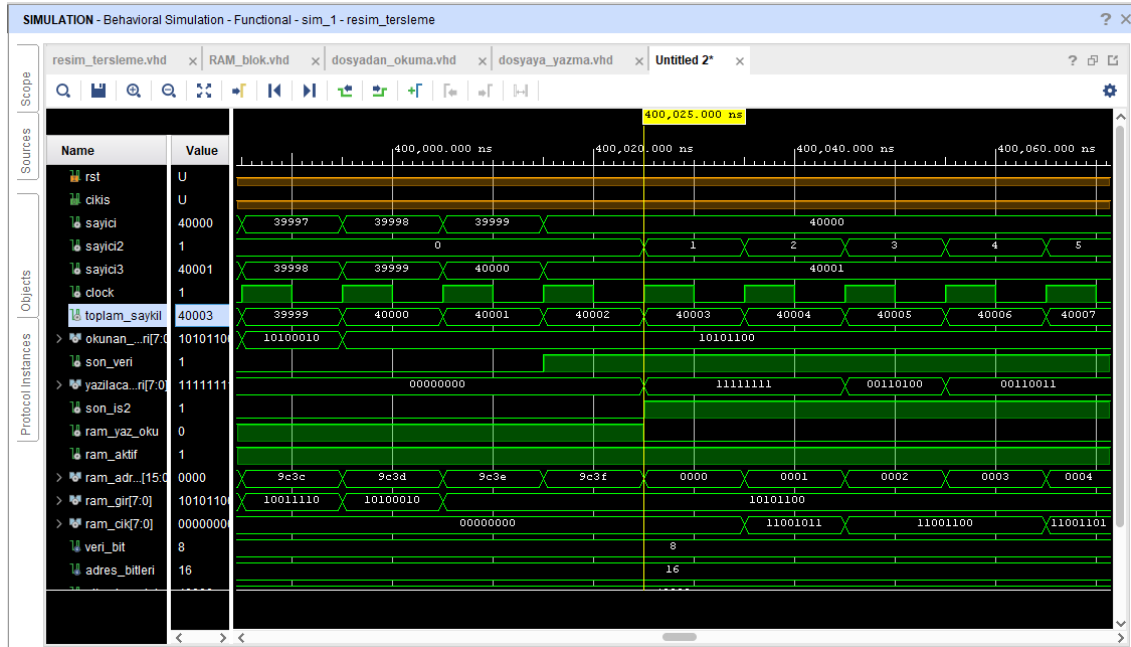 SIMULATION - Behavioral Simulation - Functional - sim_1 - resim_tersleme
resim_tersleme.vhd RAM_blok.vhd dosyadan_okuma.vhd dosyaya_yazma.vhd Untitled 2*
Scope
Sources
Objects
Protocol Instances
400,025.000 ns
Name Value 400,000.000 ns 400,020.000 ns 400,040.000 ns 400,060.000 ns
rst U
cikis U
sayici 40000 39997 39998 39999 40000
sayici2 1 0 1 2 3 4 5
sayici3 40001 39998 39999 40000 40001
clock 1
toplam_saykil 40003 39999 40000 40001 40002 40003 40004 40005 40006 40007
okunan_...ri[7:0 1010110 10100010 10101100
son_veri 1
yazilaca...ri[7:0] 1111111 00000000 11111111 00110100 00110011
son_is2 1
ram_yaz_oku 0
ram_aktif 1
ram_adr...[15:0 0000 9c3c 9c3d 9c3e 9c3f 0000 0001 0002 0003 0004
ram_gir[7:0] 1010110 10011110 10100010 10101100
ram_cik[7:0] 0000000 00000000 11001011 11001100 11001101
veri_bit 8 8
adres_bitleri 16 16